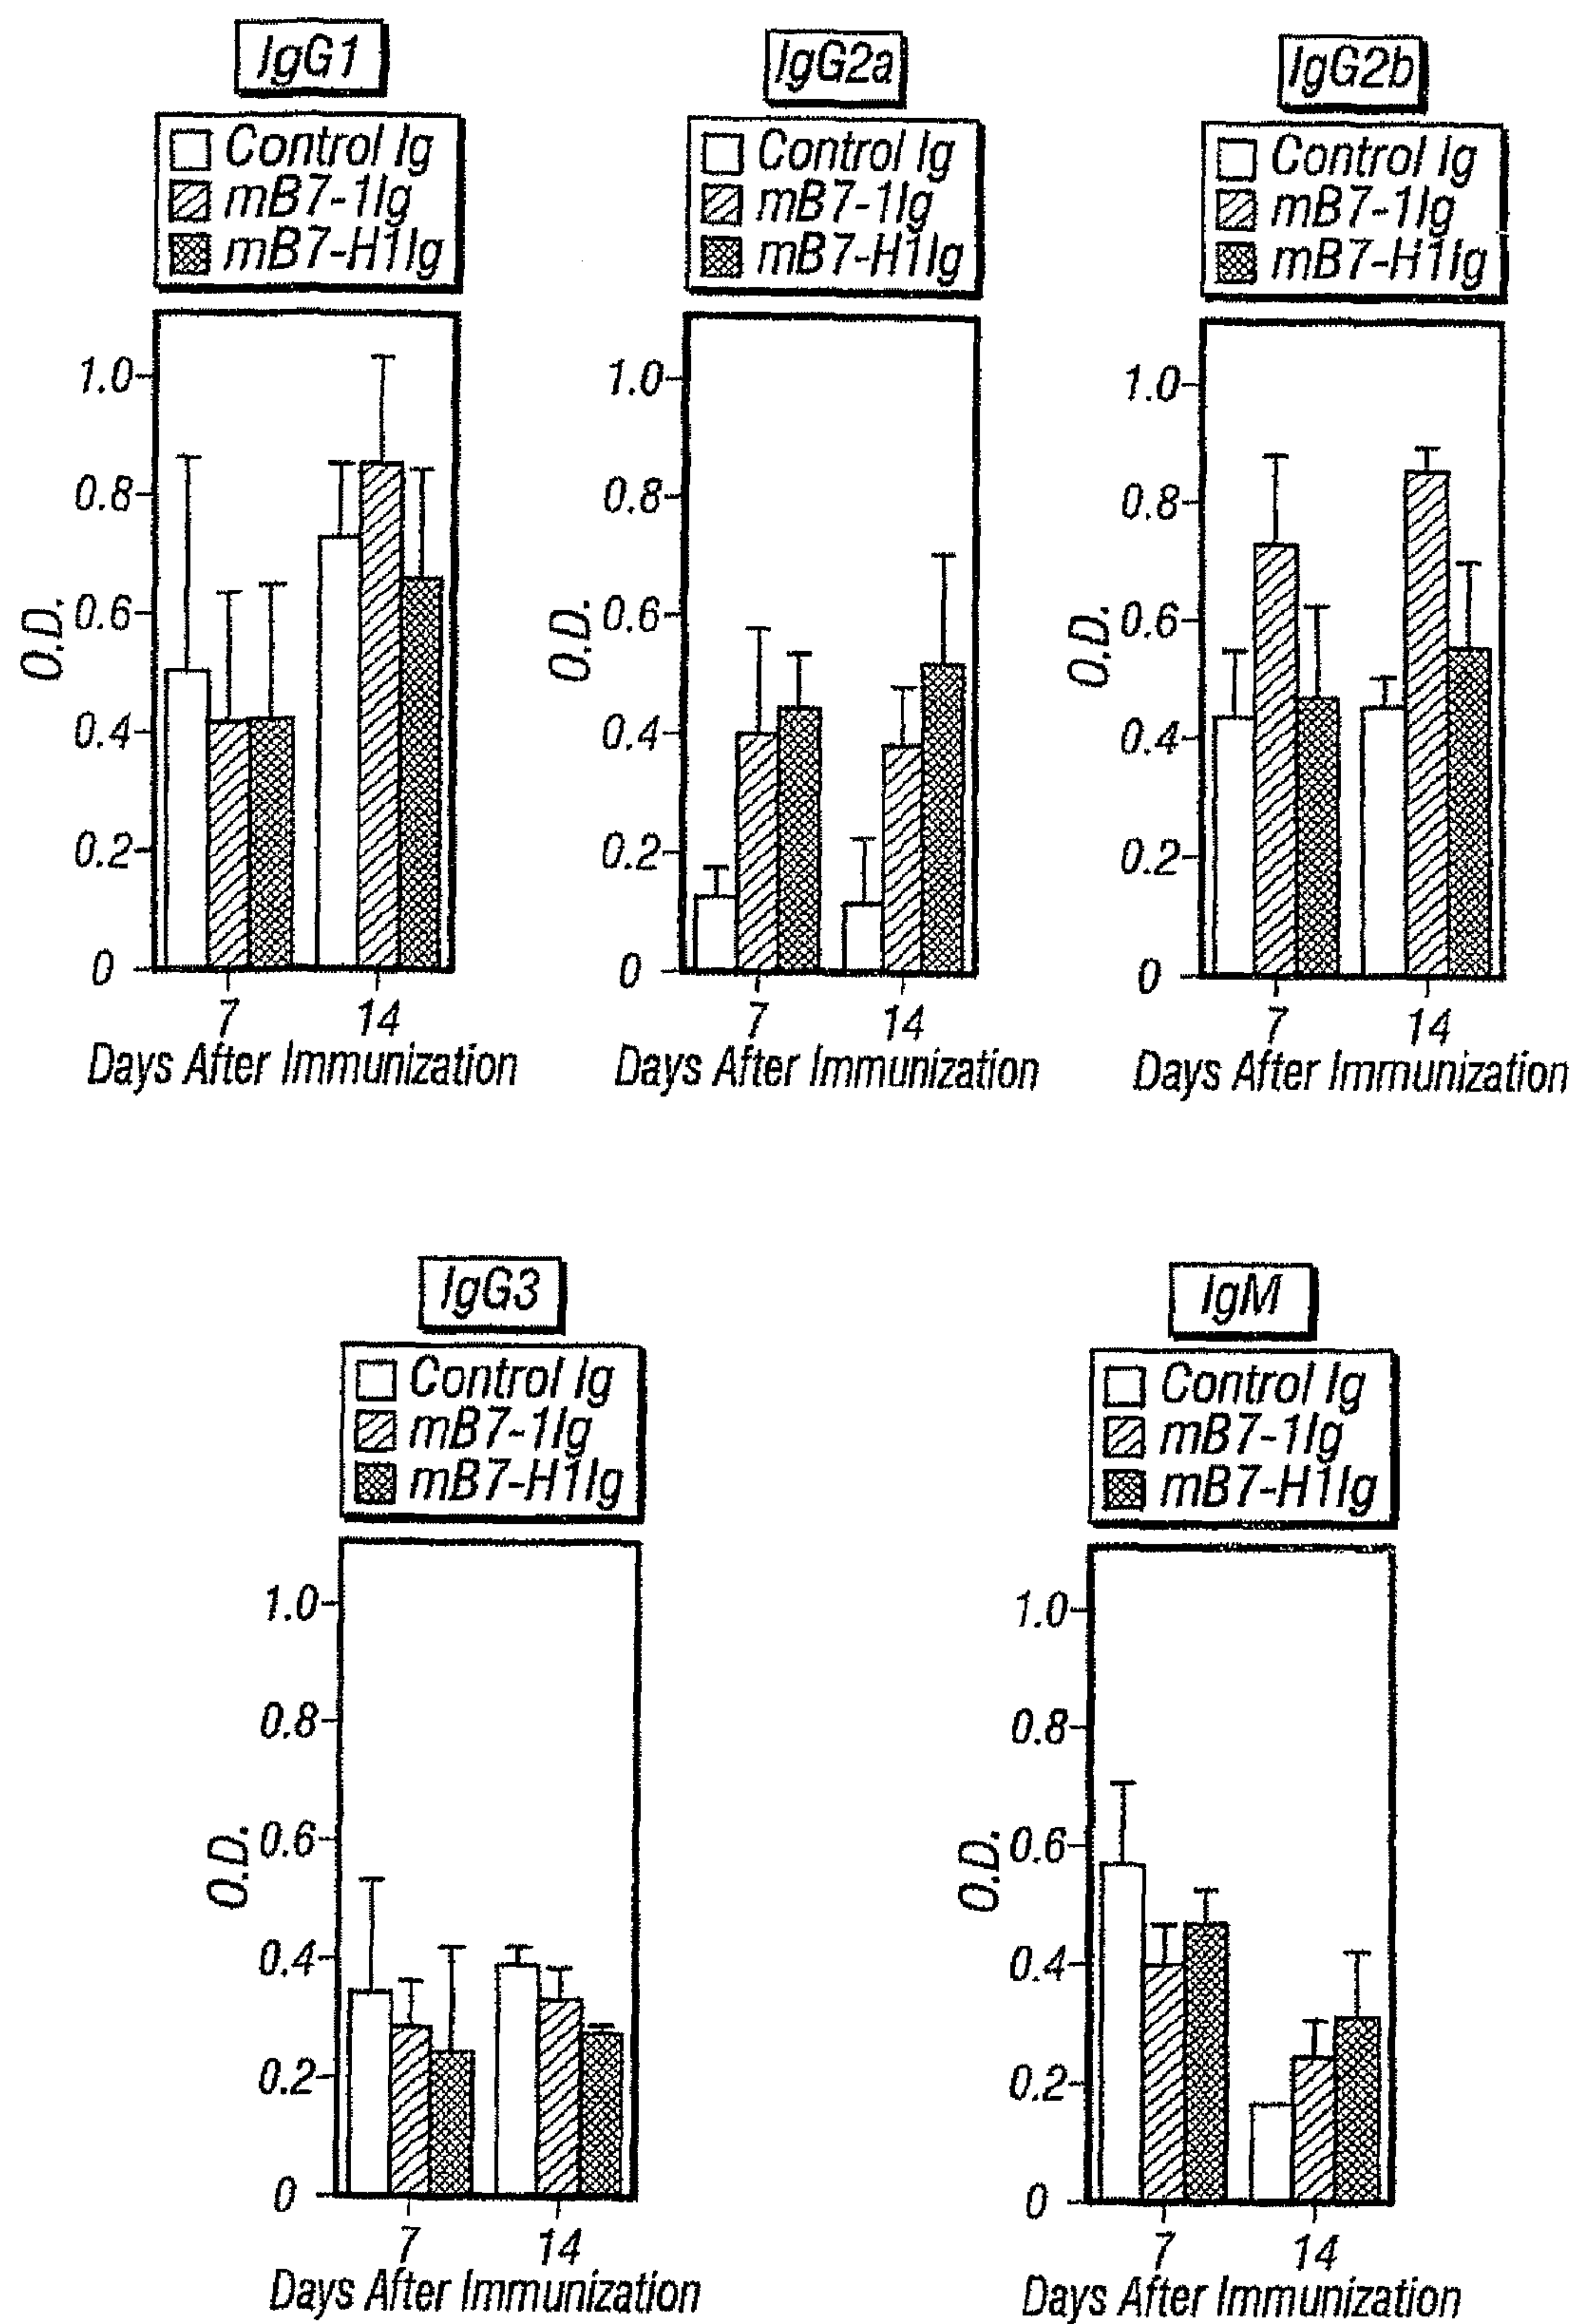 IgG1
Control Ig
mB7-1Ig
mB7-H1Ig
1.0
0.8
0.6
0.4
0.2
0
O.D.
7
14
Days After Immunization
IgG2a
Control Ig
mB7-1Ig
mB7-H1Ig
1.0
0.8
0.6
0.4
0.2
0
O.D.
7
14
Days After Immunization
IgG2b
Control Ig
mB7-1Ig
mB7-H1Ig
1.0
0.8
0.6
0.4
0.2
0
O.D.
7
14
Days After Immunization
IgG3
Control Ig
mB7-1Ig
mB7-H1Ig
1.0
0.8
0.6
0.4
0.2
0
O.D.
7
14
Days After Immunization
IgM
Control Ig
mB7-1Ig
mB7-H1Ig
1.0
0.8
0.6
0.4
0.2
0
O.D.
7
14
Days After Immunization